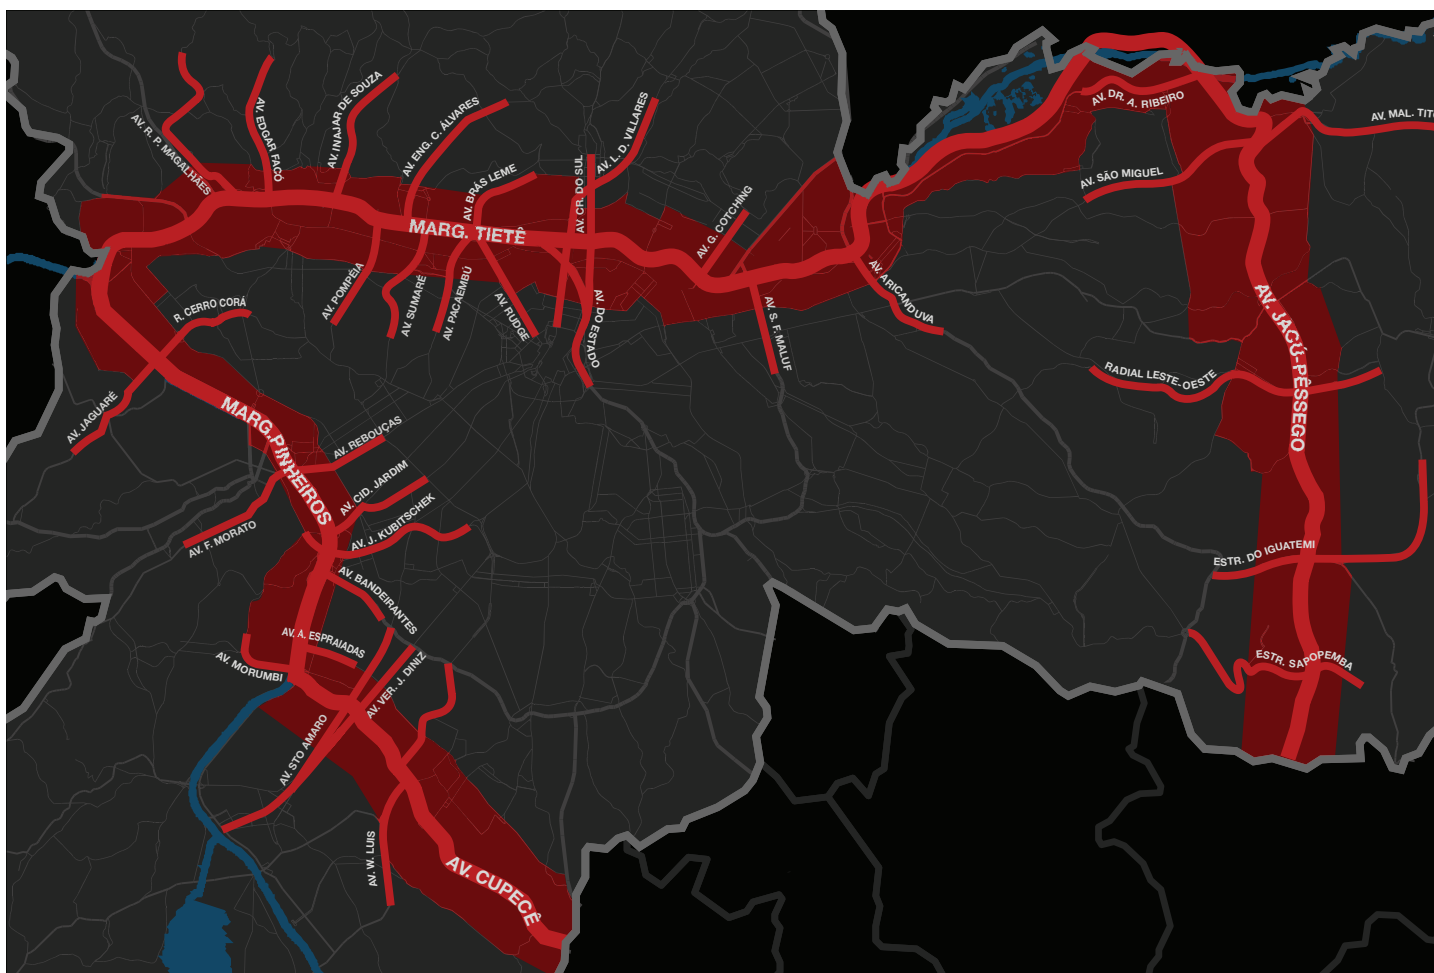 AV. R. P. MAGALHÃES
AV. EDGAR FACÓ
AV. INAJAR DE SOUZA
AV. ENG. C. ÁLVARES
AV. BRÁS LEME
AV. CR. DO SUL
AV. L. D. VILLARES
AV. G. COTCHING
AV. DR. A. RIBEIRO
AV. MAL. TIT
AV. SÃO MIGUEL
MARG. TIETÊ
AV. POMPÉIA
AV. SUMARÉ
AV. PACAEMBÚ
AV. RUDGE
AV. DO ESTADO
AV. S. F. MALUF
AV. ARICANDUVA
R. CERRO CORÁ
AV. JAGUARÉ
MARG. PINHEIROS
AV. REBOUÇAS
AV. CID. JARDIM
AV. J. KUBITSCHEK
AV. F. MORATO
AV. BANDEIRANTES
AV. A. ESPRAIADAS
AV. MORUMBI
AV. VER. J. DINIZ
AV. STO AMARO
AV. W. LUIS
AV. CUPECÊ
AV. JACÚ-PÊSSEGO
RADIAL LESTE-OESTE
ESTR. DO IGUATEMI
ESTR. SAPOPEMBA